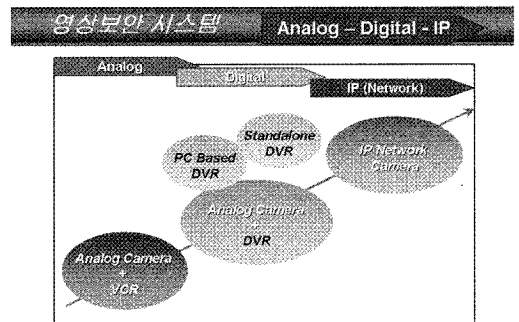 영상보안 시스템
Analog – Digital - IP
Analog
Digital
IP (Network)
Standalone
DVR
PC Based
DVR
IP Network
Camera
Analog Camera
+
DVR
Analog Camera
+
VCR